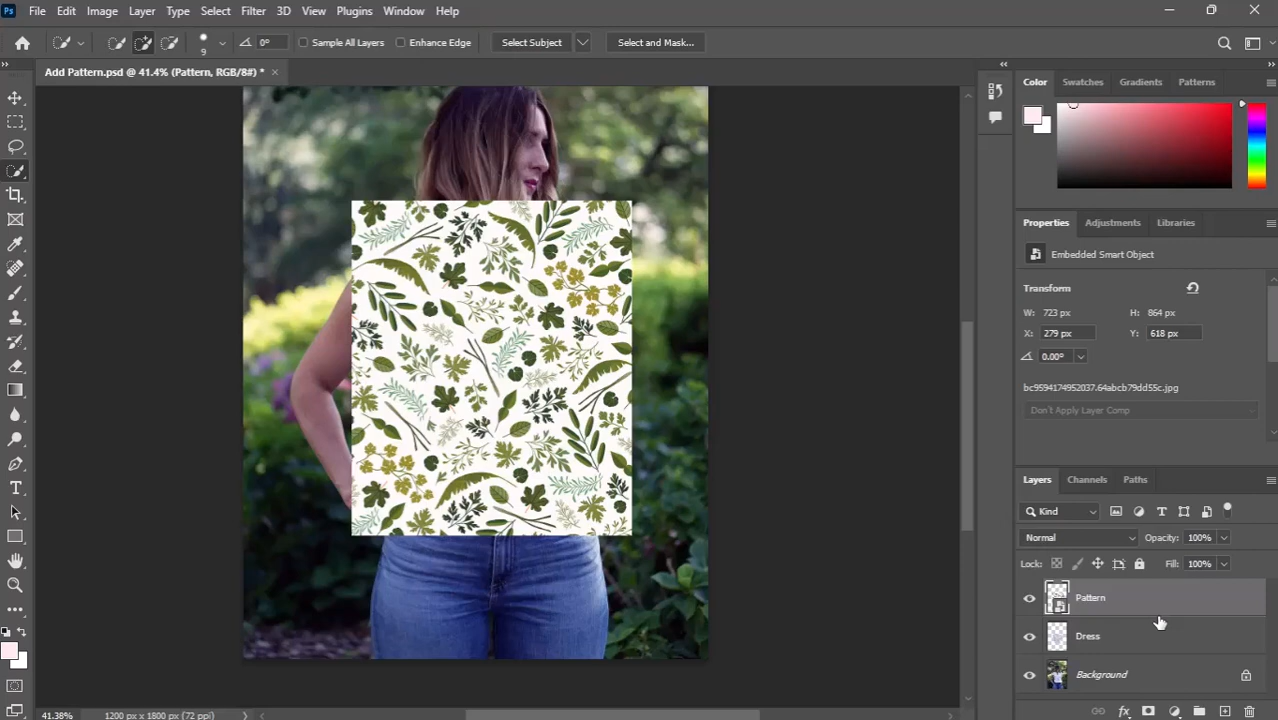 Ps File Edit Image Layer Type Select Filter 3D View Plugins Window Help
9 0° Sample All Layers Enhance Edge Select Subject Select and Mask...
Add Pattern.psd @ 41.4% (Pattern, RGB/8#) * ×
Color Swatches Gradients Patterns
Properties Adjustments Libraries
Embedded Smart Object
Transform
W: 723 px H: 864 px
X: 279 px Y: 618 px
0.00°
bc9594174952037.64abcb79dd55c.jpg
Don't Apply Layer Comp
Layers Channels Paths
Kind
Normal Opacity: 100%
Lock: Fill: 100%
Pattern
Dress
Background
41.38% 1200 px x 1800 px (72 ppi)